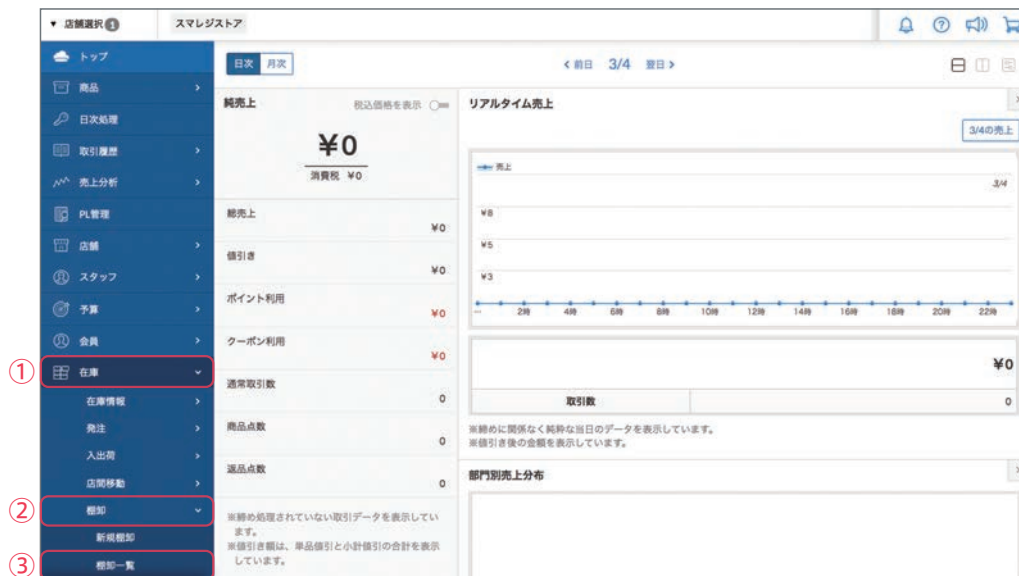 ▼ 店舗選択 1
スマレジストア
トップ
商品
日次処理
取引履歴
売上分析
PL管理
店舗
スタッフ
予算
会員
① 在庫
在庫情報
発注
入出荷
店間移動
② 棚卸
新規棚卸
③ 棚卸一覧
日次 月次
< 前日 3/4 翌日 >
純売上 税込価格を表示
¥0
消費税 ¥0
総売上
¥0
値引き
¥0
ポイント利用
¥0
クーポン利用
¥0
通常取引数
0
商品点数
0
返品点数
0
※締め処理されていない取引データを表示してい
ます。
※値引き額は、単品値引と小計値引の合計を表示
しています。
リアルタイム売上
3/4の売上
売上
3/4
¥8
¥5
¥3
... 2時 4時 6時 8時 10時 12時 14時 16時 18時 20時 22時
¥0
取引数 0
※締めに関係なく純粋な当日のデータを表示しています。
※値引き後の金額を表示しています。
部門別売上分布